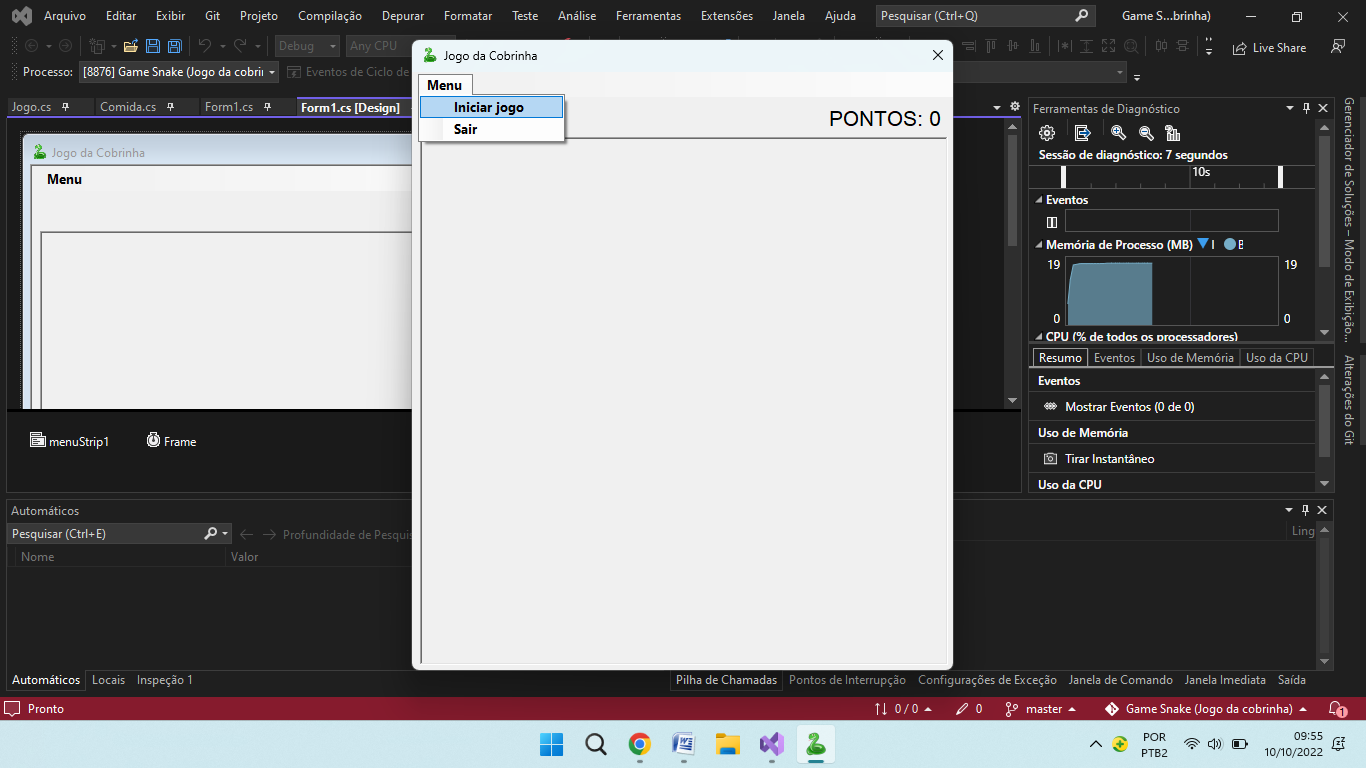 Arquivo Editar Exibir Git Projeto Compilação Depurar Formatar Teste Análise Ferramentas Extensões Janela Ajuda Pesquisar (Ctrl+Q) Game S...brinha)
Debug Any CPU Live Share
Processo: [8876] Game Snake (Jogo da cobrin Eventos de Ciclo de
Jogo.cs Comida.cs Form1.cs Form1.cs [Design]
Jogo da Cobrinha
Menu
Jogo da Cobrinha
Menu
Iniciar jogo
Sair
PONTOS: 0
menuStrip1 Frame
Ferramentas de Diagnóstico
Sessão de diagnóstico: 7 segundos
10s
Eventos
Memória de Processo (MB)
19 19
0 0
CPU (% de todos os processadores)
Resumo Eventos Uso de Memória Uso da CPU
Eventos
Mostrar Eventos (0 de 0)
Uso de Memória
Tirar Instantâneo
Uso da CPU
Gerenciador de Soluções – Modo de Exibição...
Alterações do Git
Automáticos
Pesquisar (Ctrl+E) Profundidade de Pesquis
Nome Valor
Ling
Automáticos Locais Inspeção 1
Pilha de Chamadas Pontos de Interrupção Configurações de Exceção Janela de Comando Janela Imediata Saída
Pronto 0 / 0 0 master Game Snake (Jogo da cobrinha) 1
POR
PTB2
09:55
10/10/2022